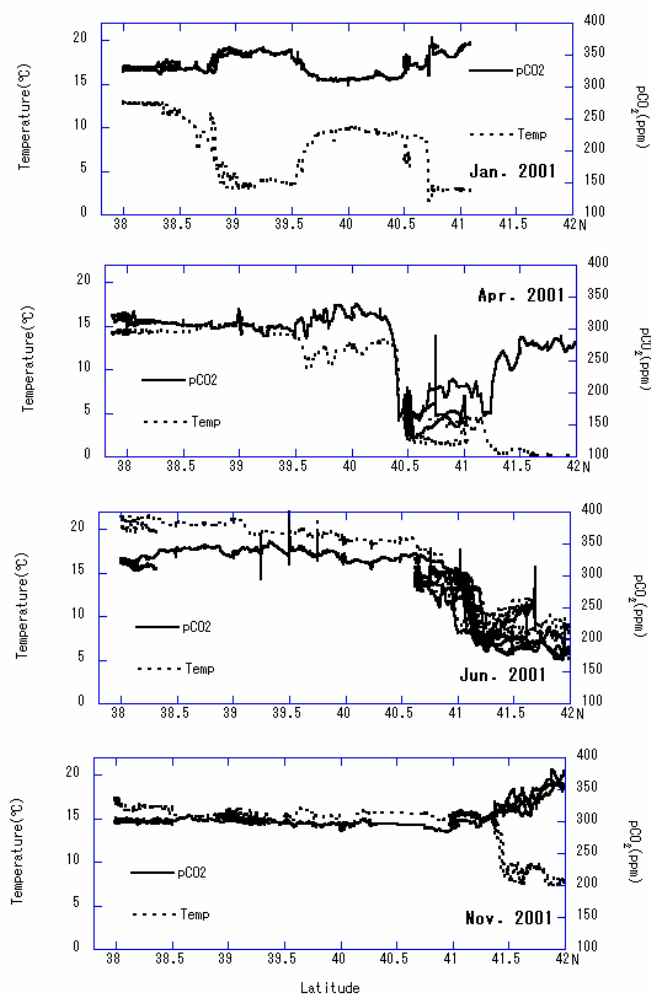 20 400
350
15 300
pCO2
250
10 200
Temp
5 150
Jan. 2001
0 100
38 38.5 39 39.5 40 40.5 41 41.5 42N
Temperature(℃)
pCO2(ppm)
20 400
Apr. 2001 350
15 300
250
10 pCO2 200
5 Temp 150
0 100
38 38.5 39 39.5 40 40.5 41 41.5 42N
Temperature(℃)
pCO2(ppm)
20 400
350
15 300
10 250
pCO2 200
5 Temp Jun. 2001 150
0 100
38 38.5 39 39.5 40 40.5 41 41.5 42N
Temperature(℃)
pCO2(ppm)
20 400
350
15 300
10 250
pCO2 200
5 Temp Nov. 2001 150
0 100
38 38.5 39 39.5 40 40.5 41 41.5 42N
Temperature(℃)
pCO2(ppm)
Latitude